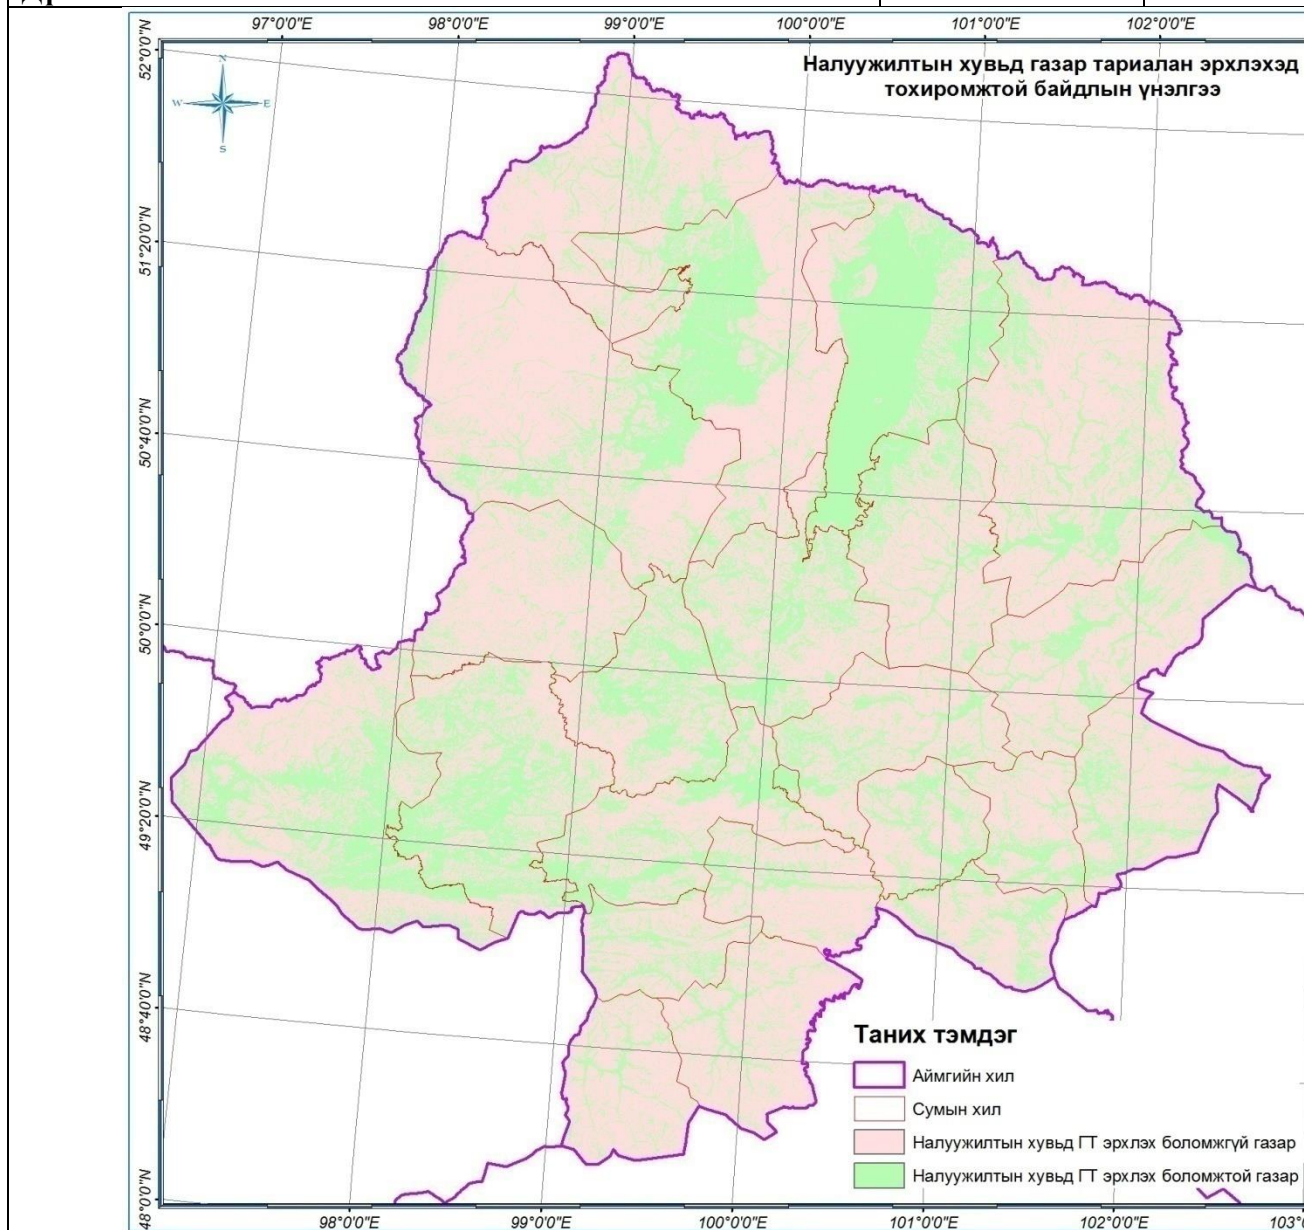 97°0'0"E 98°0'0"E 99°0'0"E 100°0'0"E 101°0'0"E 102°0'0"E
Налуужилтын хувьд газар тариалан эрхлэхэд
тохиромжтой байдлын үнэлгээ
N
W E
S
52°0'0"N
51°20'0"N
50°40'0"N
50°0'0"N
49°20'0"N
48°40'0"N
48°0'0"N
Таних тэмдэг
Аймгийн хил
Сумын хил
Налуужилтын хувьд ГТ эрхлэх боломжгүй газар
Налуужилтын хувьд ГТ эрхлэх боломжтой газар
98°0'0"E 99°0'0"E 100°0'0"E 101°0'0"E 102°0'0"E 103°